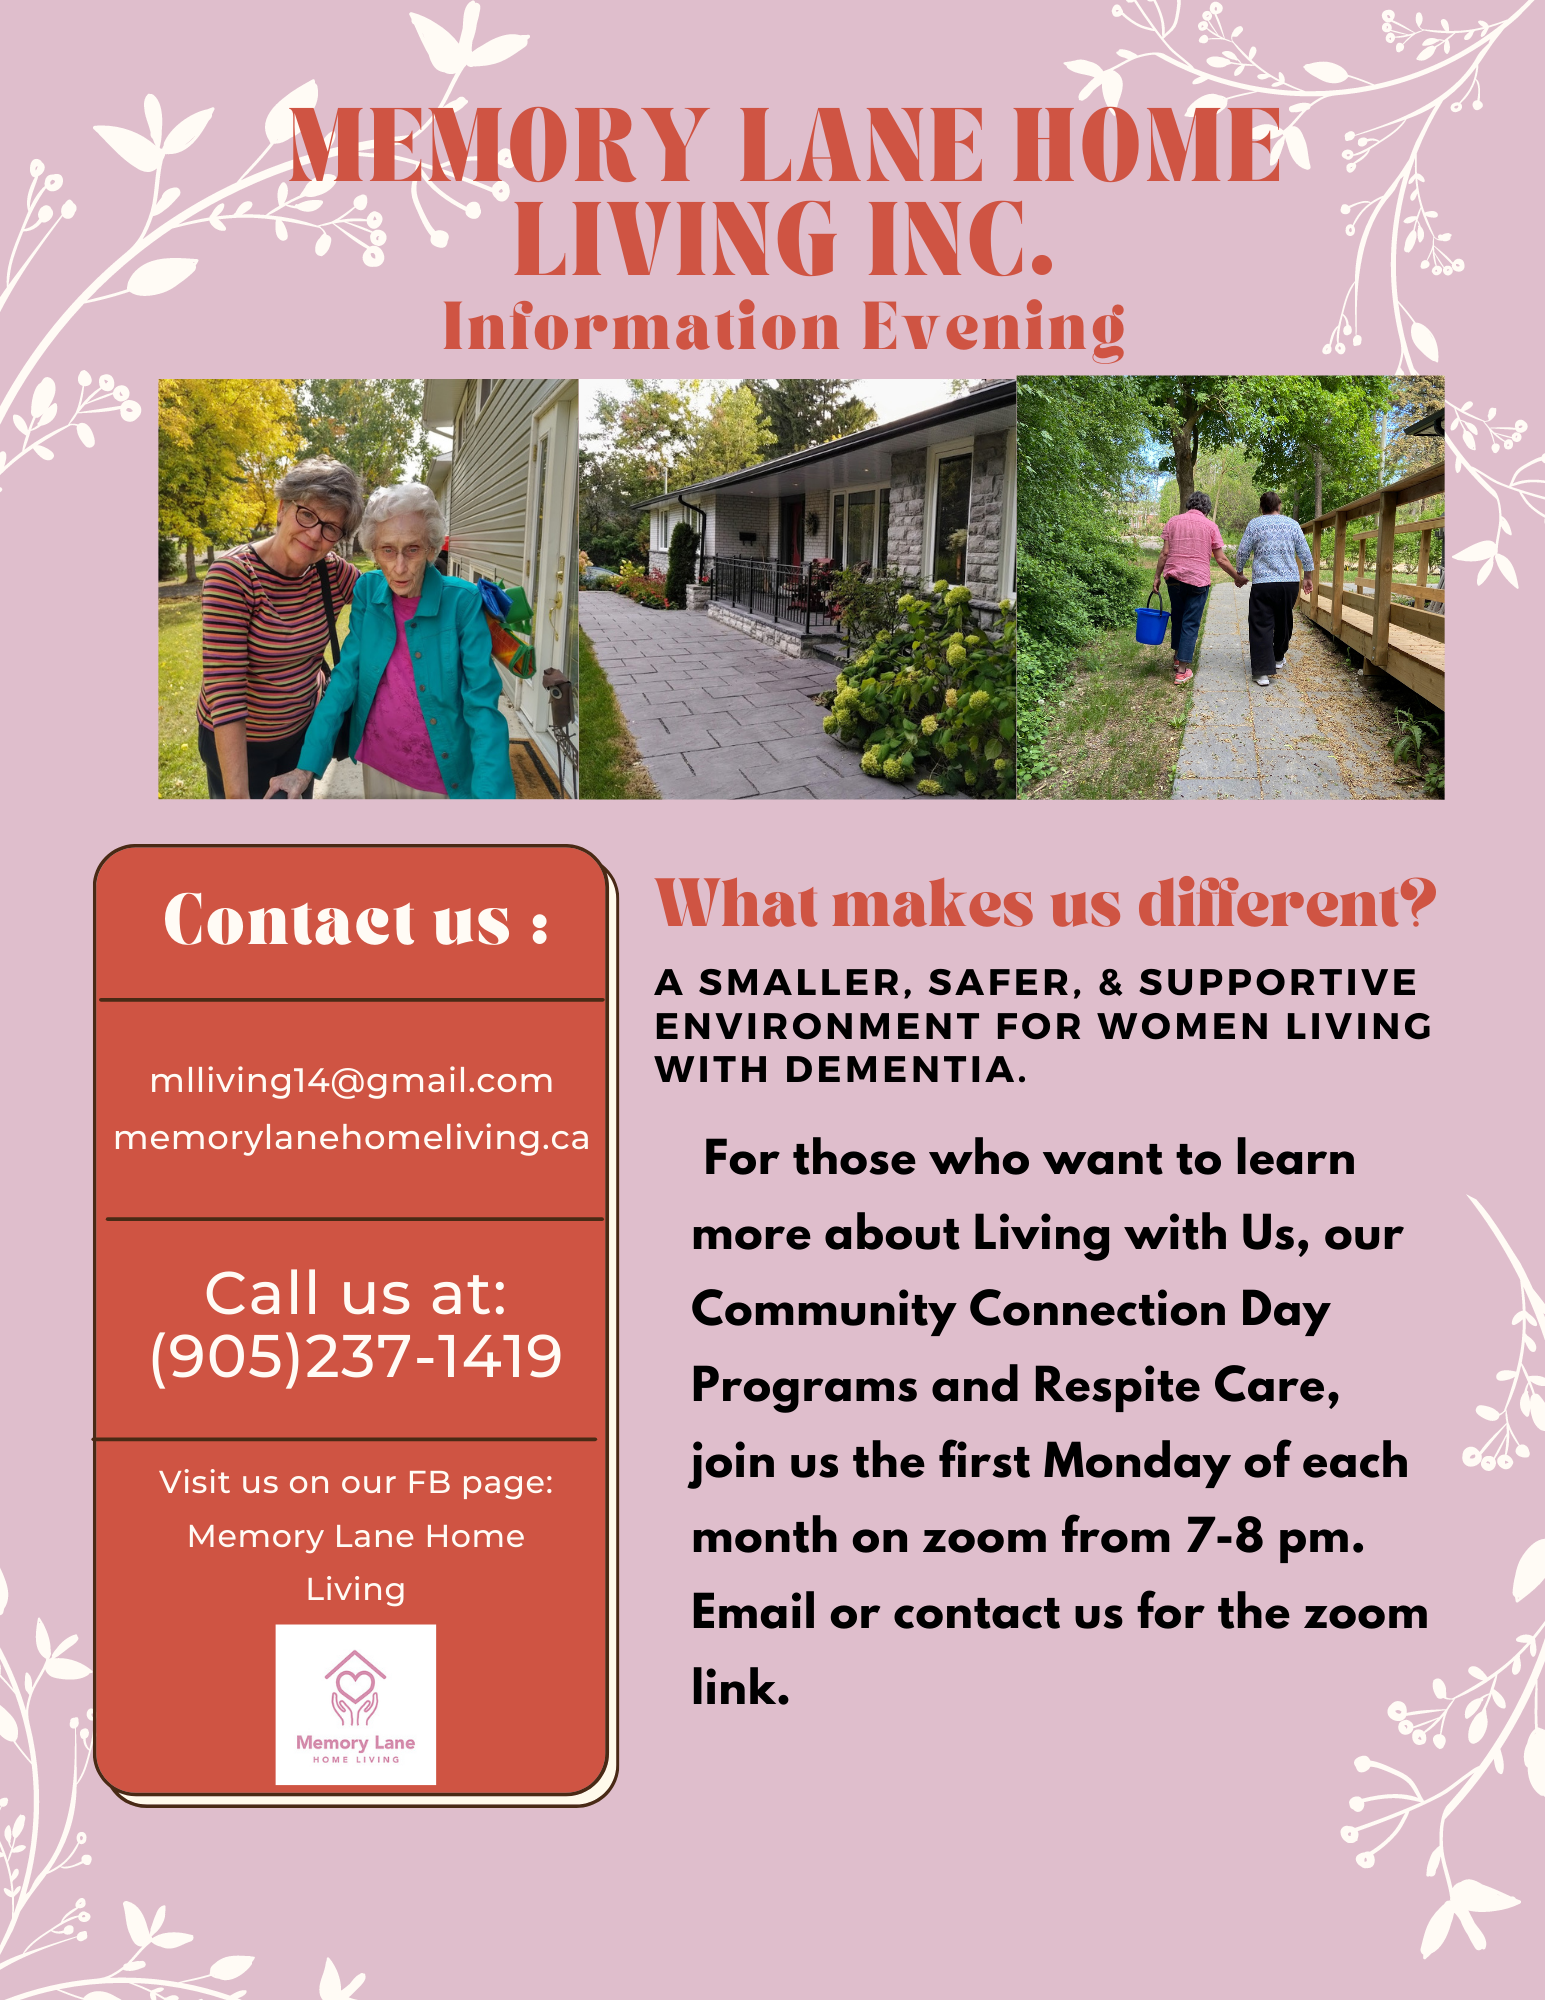 MEMORY LANE HOME
LIVING INC.
Information Evening
Contact us :
mlliving14@gmail.com
memorylanehomeliving.ca
Call us at:
(905)237-1419
Visit us on our FB page:
Memory Lane Home
Living
Memory Lane
HOME LIVING
What makes us different?
A SMALLER, SAFER, & SUPPORTIVE
ENVIRONMENT FOR WOMEN LIVING
WITH DEMENTIA.
For those who want to learn
more about Living with Us, our
Community Connection Day
Programs and Respite Care,
join us the first Monday of each
month on zoom from 7-8 pm.
Email or contact us for the zoom
link.